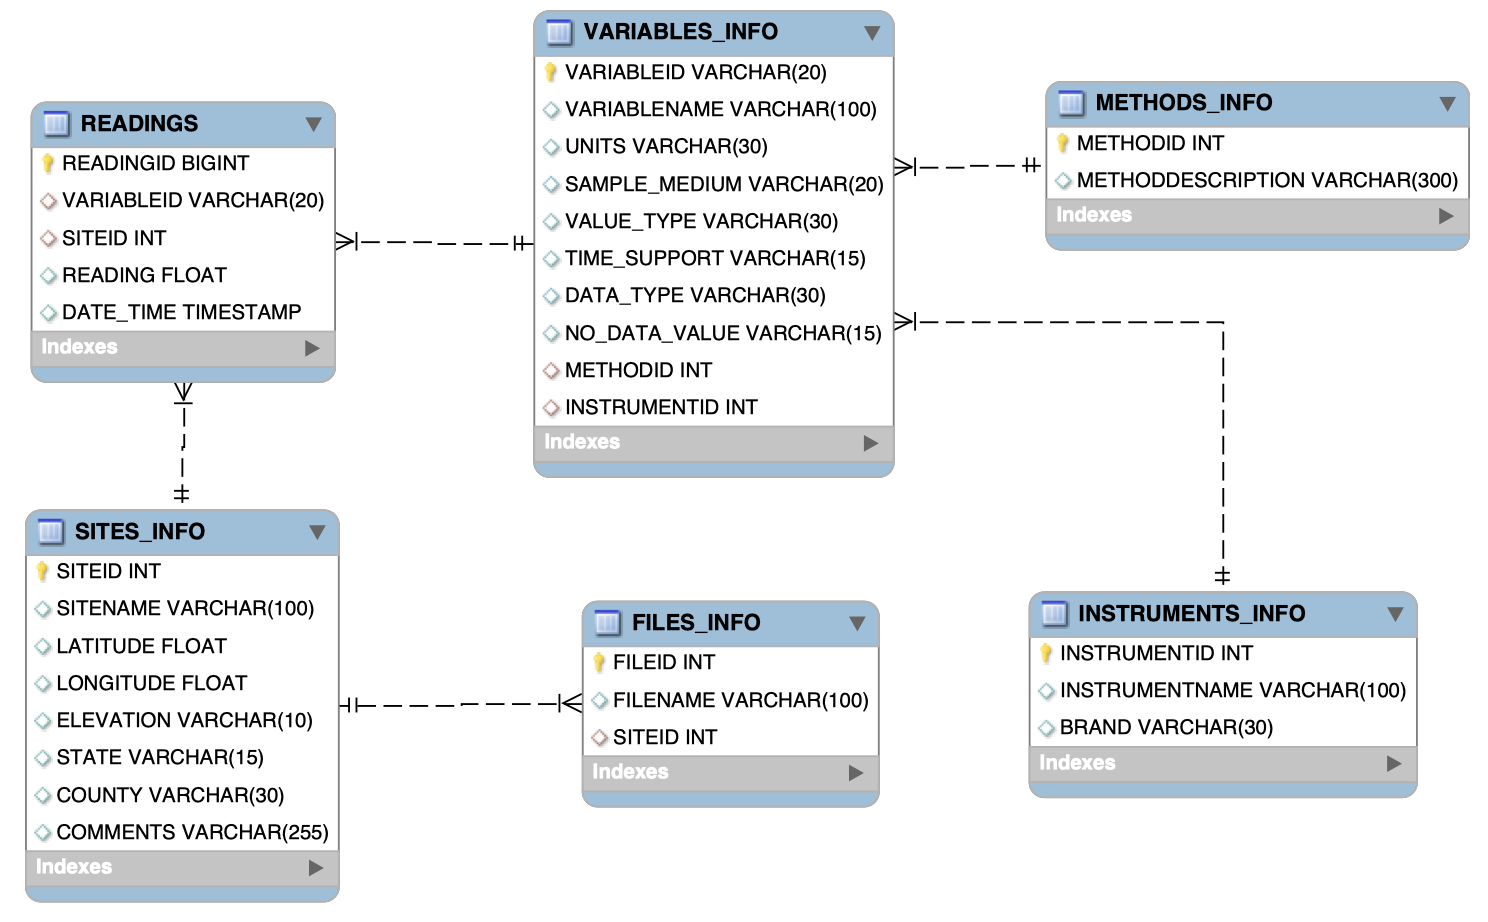 VARIABLES_INFO
VARIABLEID VARCHAR(20)
VARIABLENAME VARCHAR(100)
UNITS VARCHAR(30)
SAMPLE_MEDIUM VARCHAR(20)
VALUE_TYPE VARCHAR(30)
TIME_SUPPORT VARCHAR(15)
DATA_TYPE VARCHAR(30)
NO_DATA_VALUE VARCHAR(15)
METHODID INT
INSTRUMENTID INT
Indexes
METHODS_INFO
METHODID INT
METHODDESCRIPTION VARCHAR(300)
Indexes
READINGS
READINGID BIGINT
VARIABLEID VARCHAR(20)
SITEID INT
READING FLOAT
DATE_TIME TIMESTAMP
Indexes
SITES_INFO
SITEID INT
SITENAME VARCHAR(100)
LATITUDE FLOAT
LONGITUDE FLOAT
ELEVATION VARCHAR(10)
STATE VARCHAR(15)
COUNTY VARCHAR(30)
COMMENTS VARCHAR(255)
Indexes
FILES_INFO
FILEID INT
FILENAME VARCHAR(100)
SITEID INT
Indexes
INSTRUMENTS_INFO
INSTRUMENTID INT
INSTRUMENTNAME VARCHAR(100)
BRAND VARCHAR(30)
Indexes